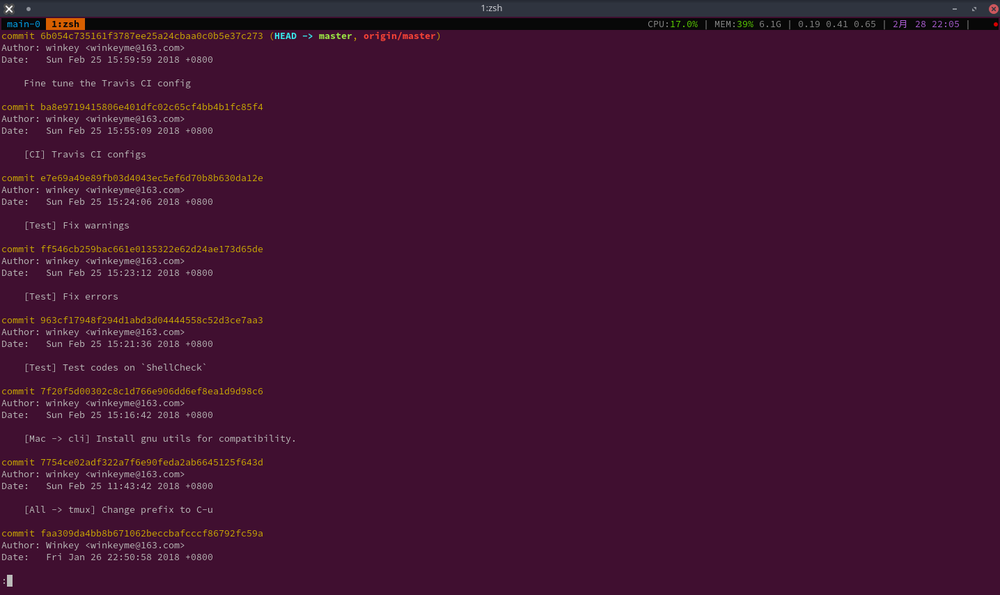 1:zsh
main-0 1:zsh CPU:17.0% | MEM:39% 6.1G | 0.19 0.41 0.65 | 2月 28 22:05 |
commit 6b054c735161f3787ee25a24cbaa0c0b5e37c273 (HEAD -> master, origin/master)
Author: winkey <winkeyme@163.com>
Date:   Sun Feb 25 15:59:59 2018 +0800
    Fine tune the Travis CI config
commit ba8e9719415806e401dfc02c65cf4bb4b1fc85f4
Author: winkey <winkeyme@163.com>
Date:   Sun Feb 25 15:55:09 2018 +0800
    [CI] Travis CI configs
commit e7e69a49e89fb03d4043ec5ef6d70b8b630da12e
Author: winkey <winkeyme@163.com>
Date:   Sun Feb 25 15:24:06 2018 +0800
    [Test] Fix warnings
commit ff546cb259bac661e0135322e62d24ae173d65de
Author: winkey <winkeyme@163.com>
Date:   Sun Feb 25 15:23:12 2018 +0800
    [Test] Fix errors
commit 963cf17948f294d1abd3d04444558c52d3ce7aa3
Author: winkey <winkeyme@163.com>
Date:   Sun Feb 25 15:21:36 2018 +0800
    [Test] Test codes on `ShellCheck`
commit 7f20f5d00302c8c1d766e906dd6ef8ea1d9d98c6
Author: winkey <winkeyme@163.com>
Date:   Sun Feb 25 15:16:42 2018 +0800
    [Mac -> cli] Install gnu utils for compatibility.
commit 7754ce02adf322a7f6e90feda2ab6645125f643d
Author: winkey <winkeyme@163.com>
Date:   Sun Feb 25 11:43:42 2018 +0800
    [All -> tmux] Change prefix to C-u
commit faa309da4bb8b671062beccbafcccf86792fc59a
Author: Winkey <winkeyme@163.com>
Date:   Fri Jan 26 22:50:58 2018 +0800
: